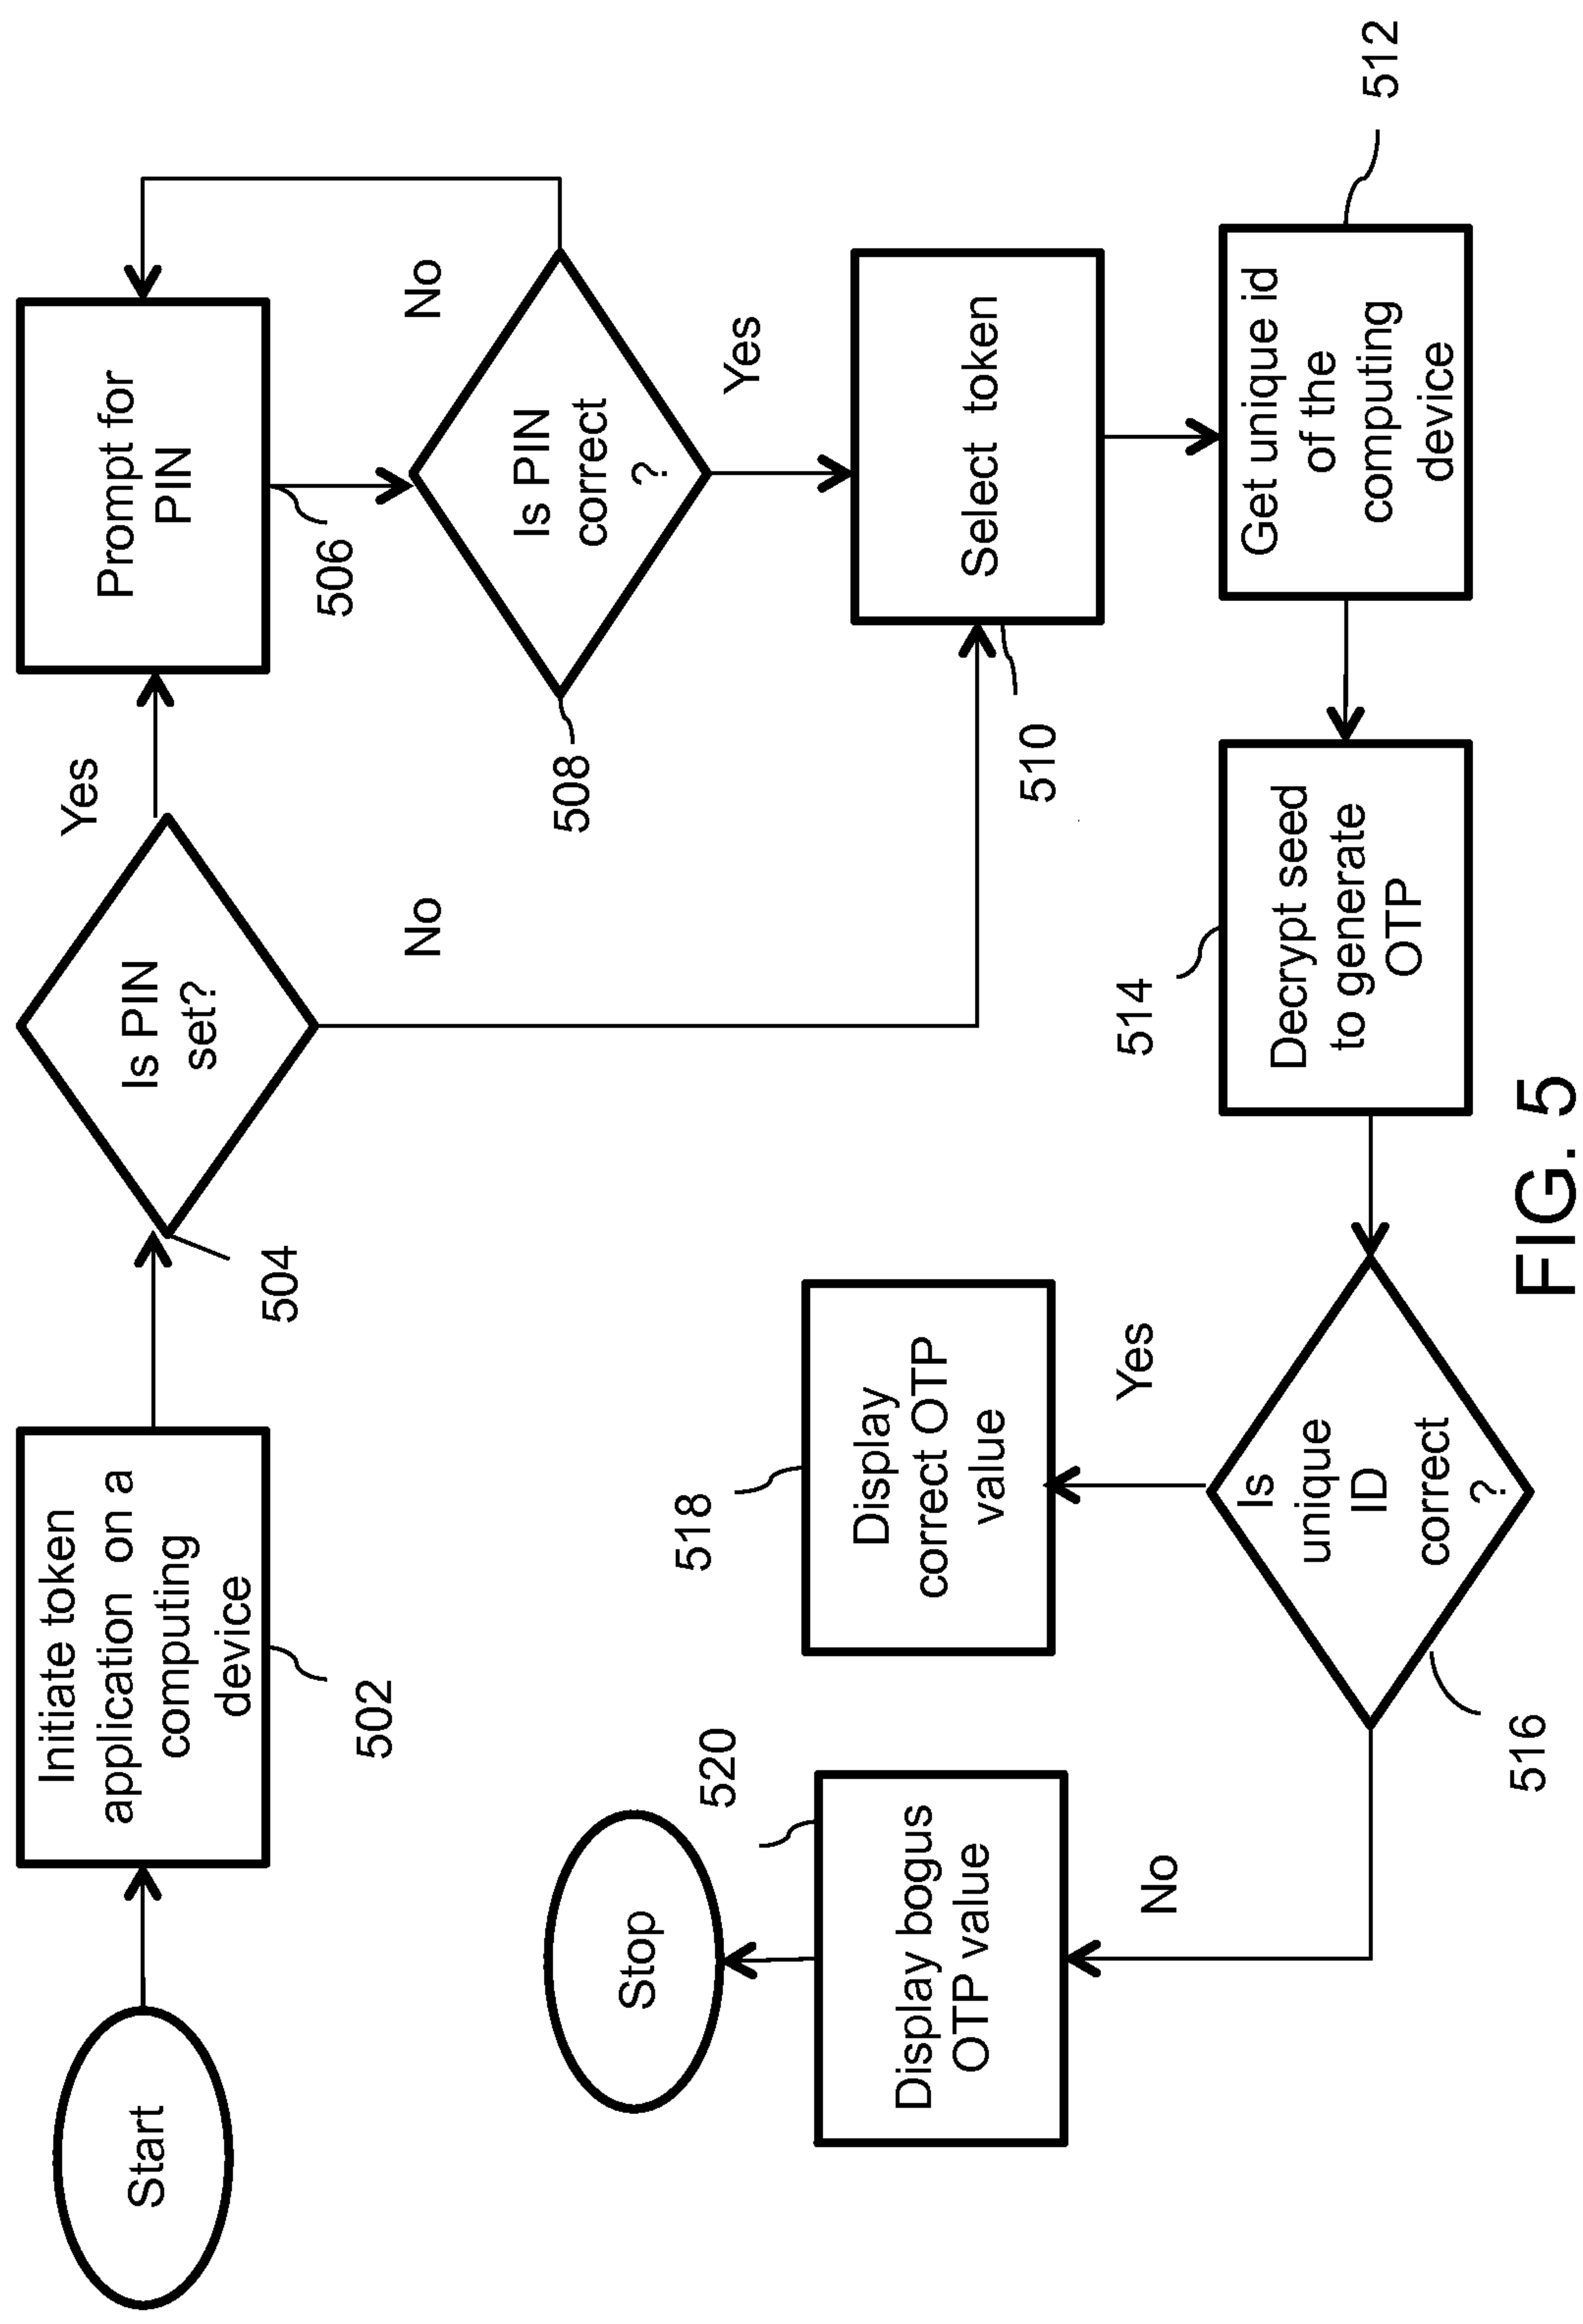 Start
Initiate token
application on a
computing
device
502
Is PIN
set?
504
Yes
No
Prompt for
PIN
506
Is PIN
correct
?
508
No
Yes
Select token
510
Get unique id
of the
computing
device
512
Decrypt seed
to generate
OTP
514
Is
unique
ID
correct
?
516
Yes
No
Display
correct OTP
value
518
Display bogus
OTP value
520
Stop
FIG. 5